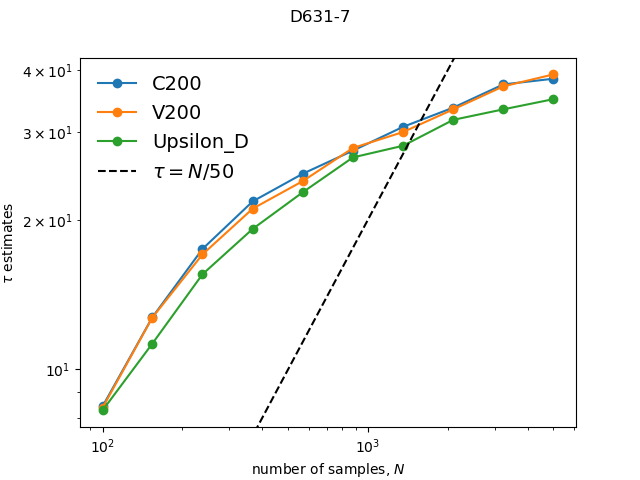 D631-7
C200
V200
Upsilon_D
τ = N/50
4 × 10¹
3 × 10¹
2 × 10¹
10¹
τ estimates
10²
10³
number of samples, N